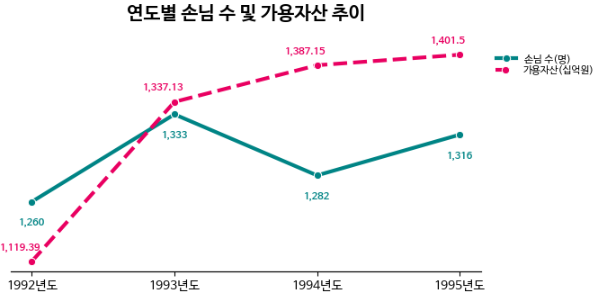 연도별 손님 수 및 가용자산 추이
1,401.5
1,387.15
손님 수(명)
가용자산(십억원)
1,337.13
1,333
1,316
1,282
1,260
1,119.39
1992년도 1993년도 1994년도 1995년도